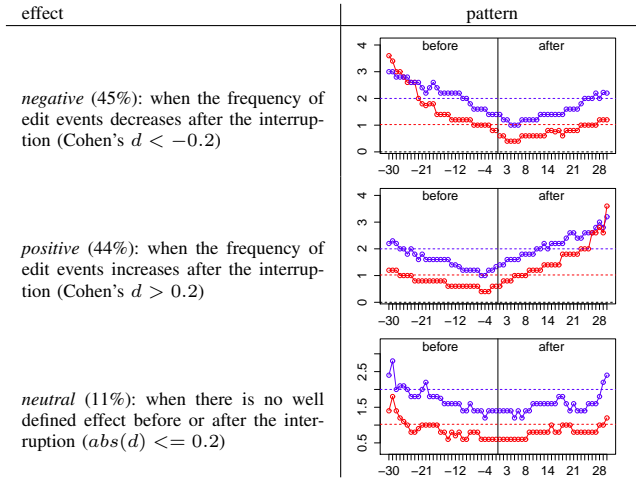 effect pattern
before after
4
3
2
1
0
negative (45%): when the frequency of
edit events decreases after the interrup-
tion (Cohen's d < −0.2)
−30 −21 −12 −4 3 8 14 21 28
before after
4
3
2
1
0
positive (44%): when the frequency of
edit events increases after the interrup-
tion (Cohen's d > 0.2)
−30 −21 −12 −4 3 8 14 21 28
before after
2.5
1.5
0.5
neutral (11%): when there is no well
defined effect before or after the inter-
ruption (abs(d) <= 0.2)
−30 −21 −12 −4 3 8 14 21 28